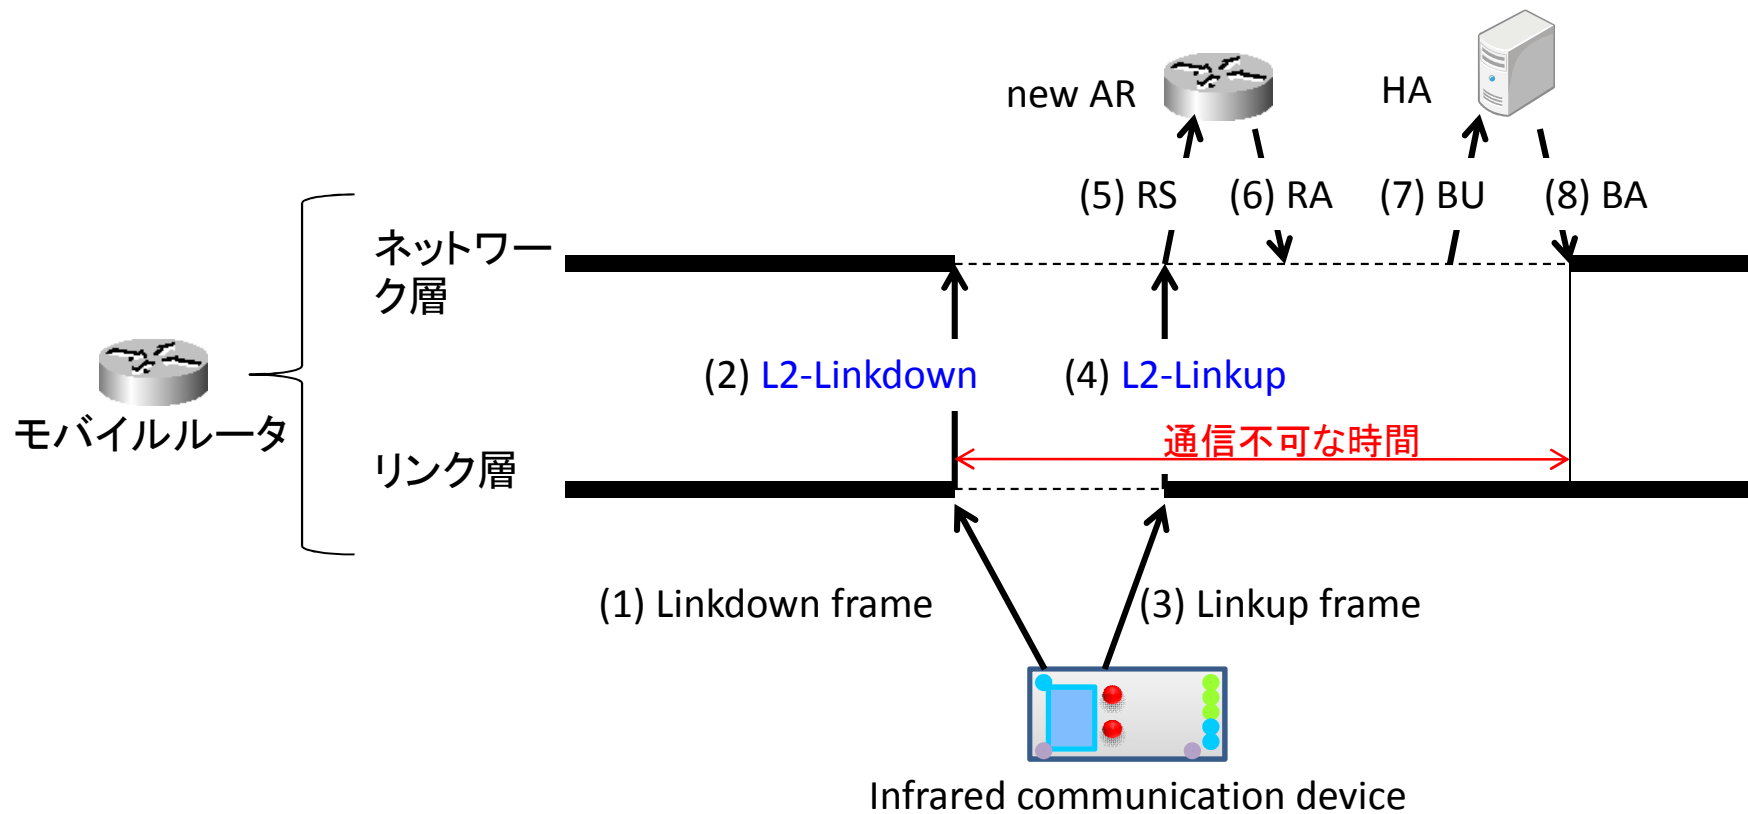 new AR
HA
(5) RS
(6) RA
(7) BU
(8) BA
ネットワー
ク層
(2) L2-Linkdown
(4) L2-Linkup
モバイルルータ
通信不可な時間
リンク層
(1) Linkdown frame
(3) Linkup frame
Infrared communication device